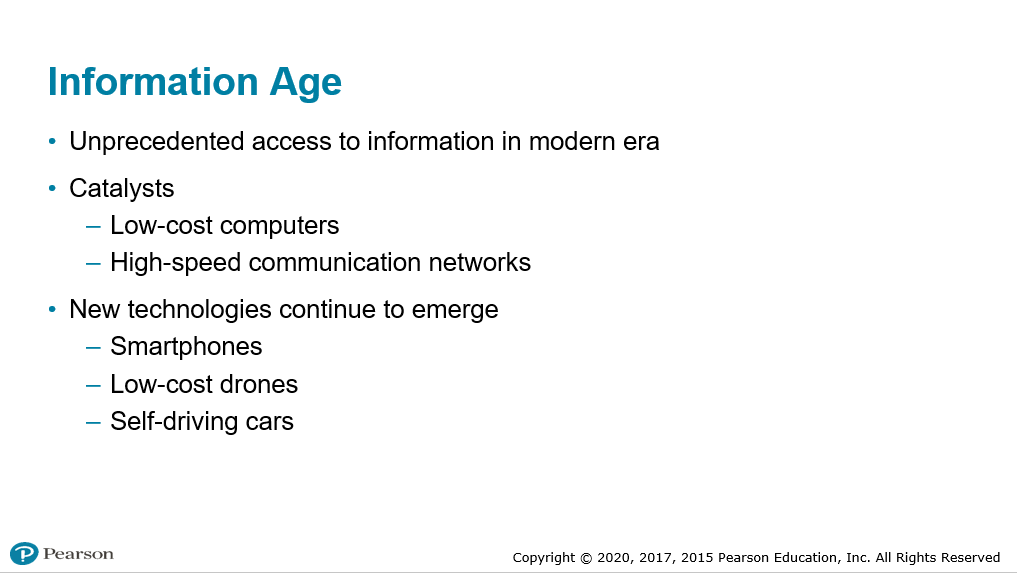 Information Age
• Unprecedented access to information in modern era
• Catalysts
– Low-cost computers
– High-speed communication networks
• New technologies continue to emerge
– Smartphones
– Low-cost drones
– Self-driving cars
Pearson
Copyright © 2020, 2017, 2015 Pearson Education, Inc. All Rights Reserved